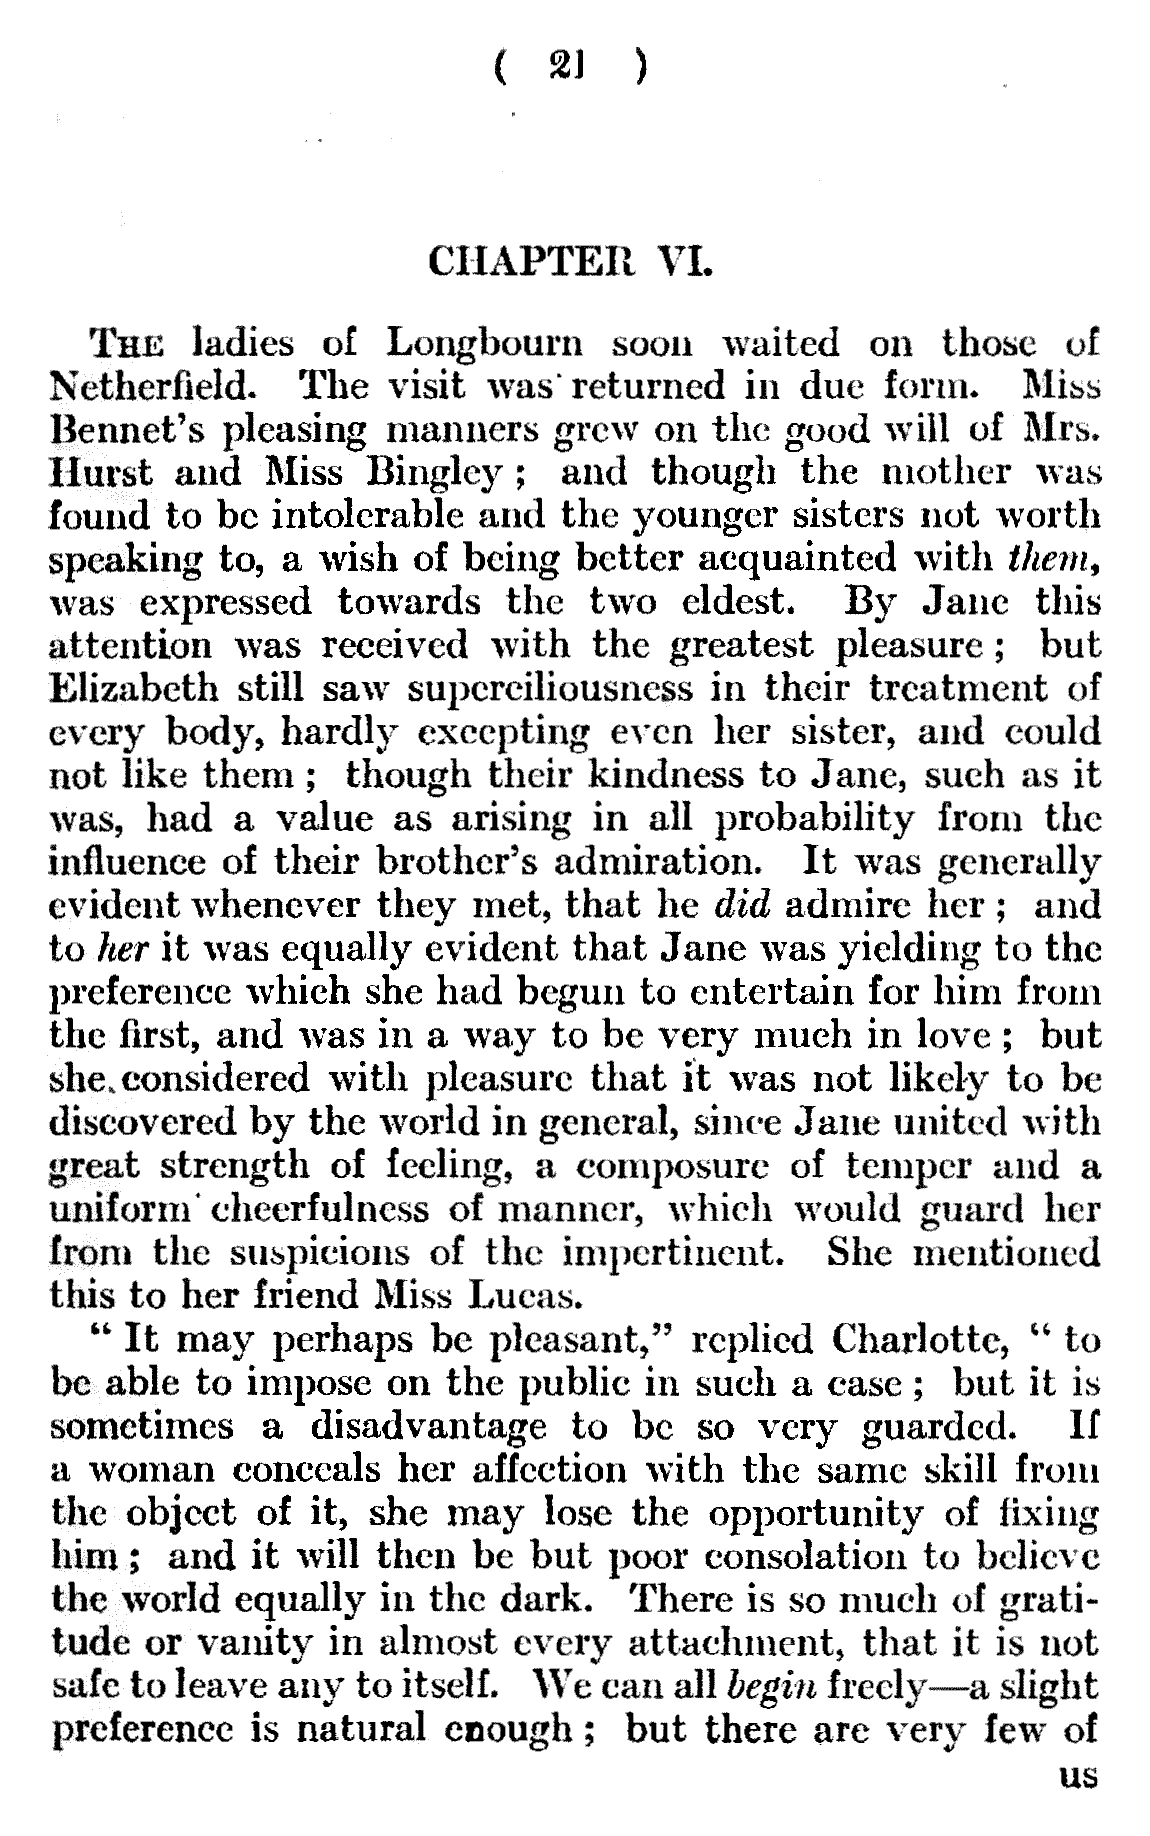 ( 21 )
CHAPTER VI.
THE ladies of Longbourn soon waited on those of
Netherfield. The visit was returned in due form. Miss
Bennet's pleasing manners grew on the good will of Mrs.
Hurst and Miss Bingley ; and though the mother was
found to be intolerable and the younger sisters not worth
speaking to, a wish of being better acquainted with them,
was expressed towards the two eldest. By Jane this
attention was received with the greatest pleasure ; but
Elizabeth still saw superciliousness in their treatment of
every body, hardly excepting even her sister, and could
not like them ; though their kindness to Jane, such as it
was, had a value as arising in all probability from the
influence of their brother's admiration. It was generally
evident whenever they met, that he did admire her ; and
to her it was equally evident that Jane was yielding to the
preference which she had begun to entertain for him from
the first, and was in a way to be very much in love ; but
she considered with pleasure that it was not likely to be
discovered by the world in general, since Jane united with
great strength of feeling, a composure of temper and a
uniform cheerfulness of manner, which would guard her
from the suspicions of the impertinent. She mentioned
this to her friend Miss Lucas.
“ It may perhaps be pleasant,” replied Charlotte, “ to
be able to impose on the public in such a case ; but it is
sometimes a disadvantage to be so very guarded. If
a woman conceals her affection with the same skill from
the object of it, she may lose the opportunity of fixing
him ; and it will then be but poor consolation to believe
the world equally in the dark. There is so much of grati-
tude or vanity in almost every attachment, that it is not
safe to leave any to itself. We can all begin freely—a slight
preference is natural enough ; but there are very few of
us